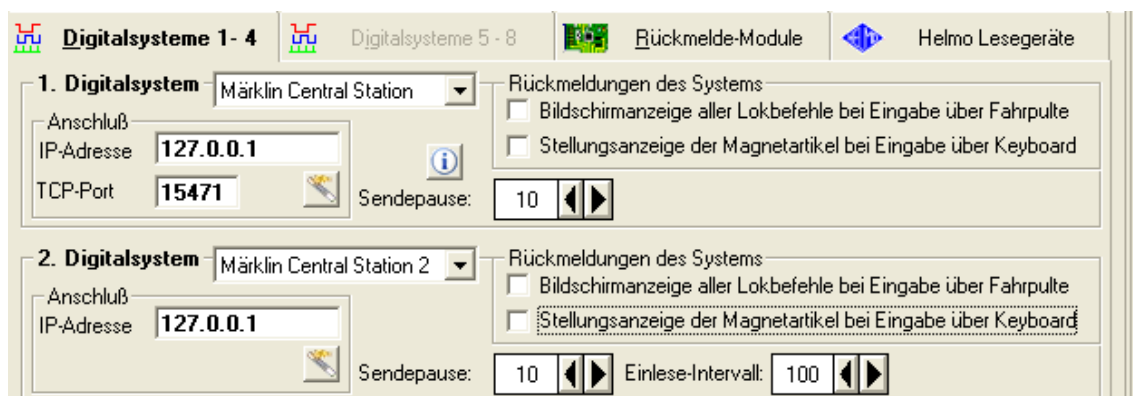 Digitalsysteme 1- 4 Digitalsysteme 5 - 8 Rückmelde-Module Helmo Lesegeräte
1. Digitalsystem Märklin Central Station Rückmeldungen des Systems
Bildschirmanzeige aller Lokbefehle bei Eingabe über Fahrpulte
Anschluß
IP-Adresse 127.0.0.1 Stellungsanzeige der Magnetartikel bei Eingabe über Keyboard
TCP-Port 15471 Sendepause: 10
2. Digitalsystem Märklin Central Station 2 Rückmeldungen des Systems
Bildschirmanzeige aller Lokbefehle bei Eingabe über Fahrpulte
Anschluß
IP-Adresse 127.0.0.1 Stellungsanzeige der Magnetartikel bei Eingabe über Keyboard
Sendepause: 10 Einlese-Intervall: 100